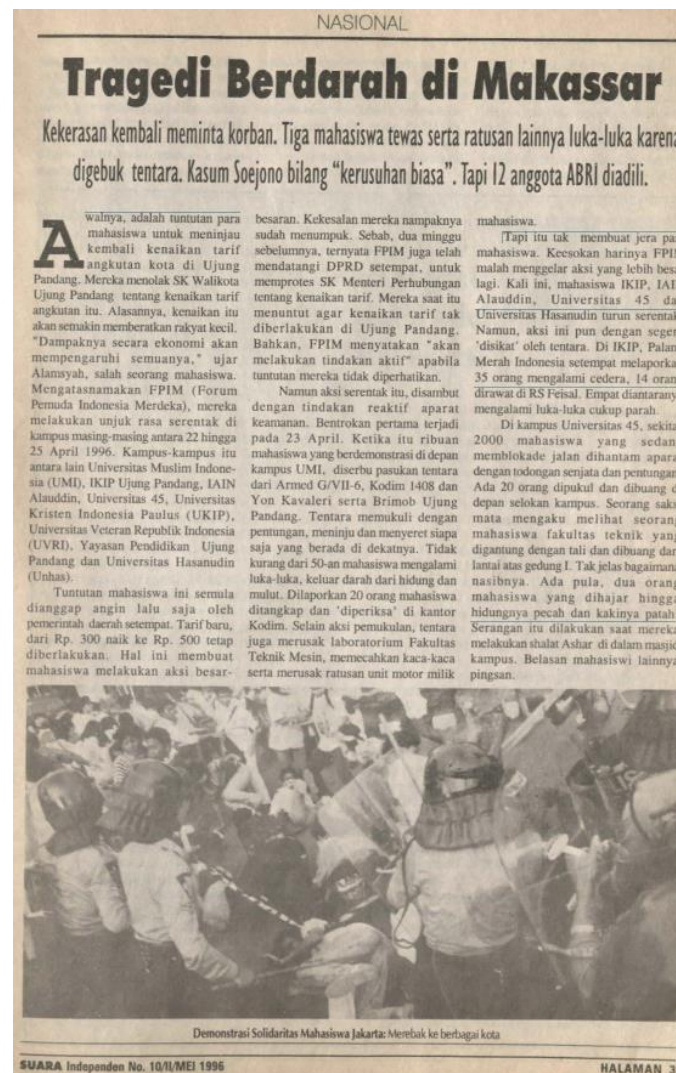 NASIONAL
Tragedi Berdarah di Makassar
Kekerasan kembali meminta korban. Tiga mahasiswa tewas serta ratusan lainnya luka-luka karena
digebuk tentara. Kasum Soejono bilang “kerusuhan biasa”. Tapi 12 anggota ABRI diadili.
Awalnya, adalah tuntutan para
mahasiswa untuk meninjau
kembali kenaikan tarif
angkutan kota di Ujung
Pandang. Mereka menolak SK Walikota
Ujung Pandang tentang kenaikan tarif
angkutan itu. Alasannya, kenaikan itu
akan semakin memberatkan rakyat kecil.
"Dampaknya secara ekonomi akan
mempengaruhi semuanya," ujar
Alamsyah, salah seorang mahasiswa.
Mengatasnamakan FPIM (Forum
Pemuda Indonesia Merdeka), mereka
melakukan unjuk rasa serentak di
kampus masing-masing antara 22 hingga
25 April 1996. Kampus-kampus itu
antara lain Universitas Muslim Indone-
sia (UMI), IKIP Ujung Pandang, IAIN
Alauddin, Universitas 45, Universitas
Kristen Indonesia Paulus (UKIP),
Universitas Veteran Republik Indonesia
(UVRI), Yayasan Pendidikan Ujung
Pandang dan Universitas Hasanudin
(Unhas).
Tuntutan mahasiswa ini semula
dianggap angin lalu saja oleh
pemerintah daerah setempat. Tarif baru,
dari Rp. 300 naik ke Rp. 500 tetap
diberlakukan. Hal ini membuat
mahasiswa melakukan aksi besar-
besaran. Kekesalan mereka nampaknya
sudah menumpuk. Sebab, dua minggu
sebelumnya, ternyata FPIM juga telah
mendatangi DPRD setempat, untuk
memprotes SK Menteri Perhubungan
tentang kenaikan tarif. Mereka saat itu
menuntut agar kenaikan tarif tak
diberlakukan di Ujung Pandang.
Bahkan, FPIM menyatakan "akan
melakukan tindakan aktif" apabila
tuntutan mereka tidak diperhatikan.
Namun aksi serentak itu, disambut
dengan tindakan reaktif aparat
keamanan. Bentrokan pertama terjadi
pada 23 April. Ketika itu ribuan
mahasiswa yang berdemonstrasi di depan
kampus UMI, diserbu pasukan tentara
dari Armed G/VII-6, Kodim 1408 dan
Yon Kavaleri serta Brimob Ujung
Pandang. Tentara memukuli dengan
pentungan, meninju dan menyeret siapa
saja yang berada di dekatnya. Tidak
kurang dari 50-an mahasiswa mengalami
luka-luka, keluar darah dari hidung dan
mulut. Dilaporkan 20 orang mahasiswa
ditangkap dan 'diperiksa' di kantor
Kodim. Selain aksi pemukulan, tentara
juga merusak laboratorium Fakultas
Teknik Mesin, memecahkan kaca-kaca
serta merusak ratusan unit motor milik
mahasiswa.
Tapi itu tak membuat jera pa
mahasiswa. Keesokan harinya FPI
malah menggelar aksi yang lebih besa
lagi. Kali ini, mahasiswa IKIP, IAI
Alauddin, Universitas 45 da
Universitas Hasanudin turun serentak
Namun, aksi ini pun dengan seger
'disikat' oleh tentara. Di IKIP, Palan
Merah Indonesia setempat melaporka
35 orang mengalami cedera, 14 oran
dirawat di RS Feisal. Empat diantarany
mengalami luka-luka cukup parah.
Di kampus Universitas 45, sekita
2000 mahasiswa yang sedan
memblokade jalan dihantam apara
dengan todongan senjata dan pentungan
Ada 20 orang dipukul dan dibuang d
depan selokan kampus. Seorang saks
mata mengaku melihat seoran
mahasiswa fakultas teknik yan
digantung dengan tali dan dibuang dar
lantai atas gedung I. Tak jelas bagaiman
nasibnya. Ada pula, dua oran
mahasiswa yang dihajar hingga
hidungnya pecah dan kakinya patah
Serangan itu dilakukan saat mereka
melakukan shalat Ashar di dalam masjid
kampus. Belasan mahasiswi lainnya
pingsan.
Demonstrasi Solidaritas Mahasiswa Jakarta: Merebak ke berbagai kota
SUARA Independen No. 10/II/MEI 1996
HALAMAN 3